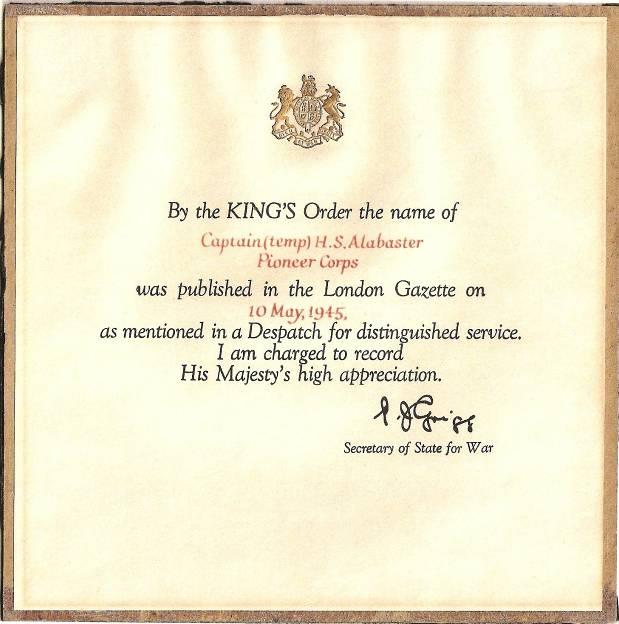 By the KING'S Order the name of
Captain (temp) H.S. Alabaster
Pioneer Corps
was published in the London Gazette on
10 May, 1945,
as mentioned in a Despatch for distinguished service.
I am charged to record
His Majesty's high appreciation.
P. J. Grigg
Secretary of State for War